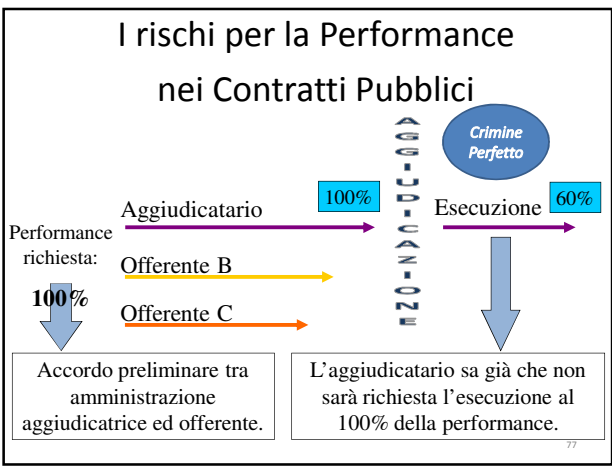 I rischi per la Performance
nei Contratti Pubblici
Crimine
Perfetto
AGGIUDICAZIONE
Aggiudicatario
100%
Esecuzione
60%
Performance
richiesta:
100%
Offerente B
Offerente C
Accordo preliminare tra
amministrazione
aggiudicatrice ed offerente.
L’aggiudicatario sa già che non
sarà richiesta l’esecuzione al
100% della performance.
77